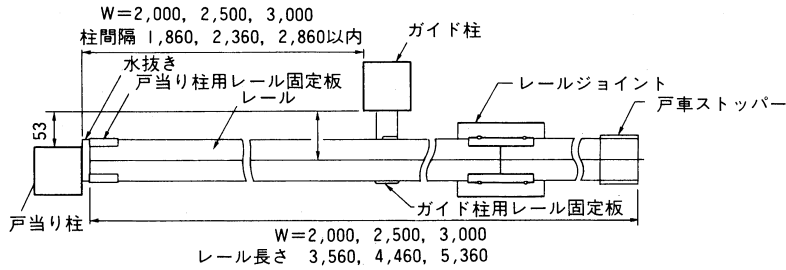 W=2,000, 2,500, 3,000
柱間隔 1,860, 2,360, 2,860以内
ガイド柱
水抜き
戸当り柱用レール固定板
レール
レールジョイント
戸車ストッパー
53
戸当り柱
ガイド柱用レール固定板
W=2,000, 2,500, 3,000
レール長さ 3,560, 4,460, 5,360